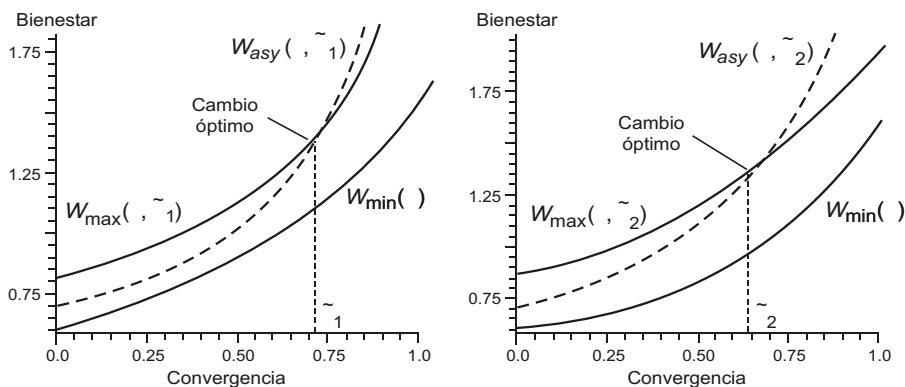 Bienestar
1.75
1.25
0.75
0.0 0.25 0.50 0.75 1.0
Convergencia
Wasy( , ~1)
Cambio
óptimo
Wmax( , ~1)
Wmin( )
~1
Bienestar
1.75
1.25
0.75
0.0 0.25 0.50 0.75 1.0
Convergencia
Wasy( , ~2)
Cambio
óptimo
Wmax( , ~2)
Wmin( )
~2